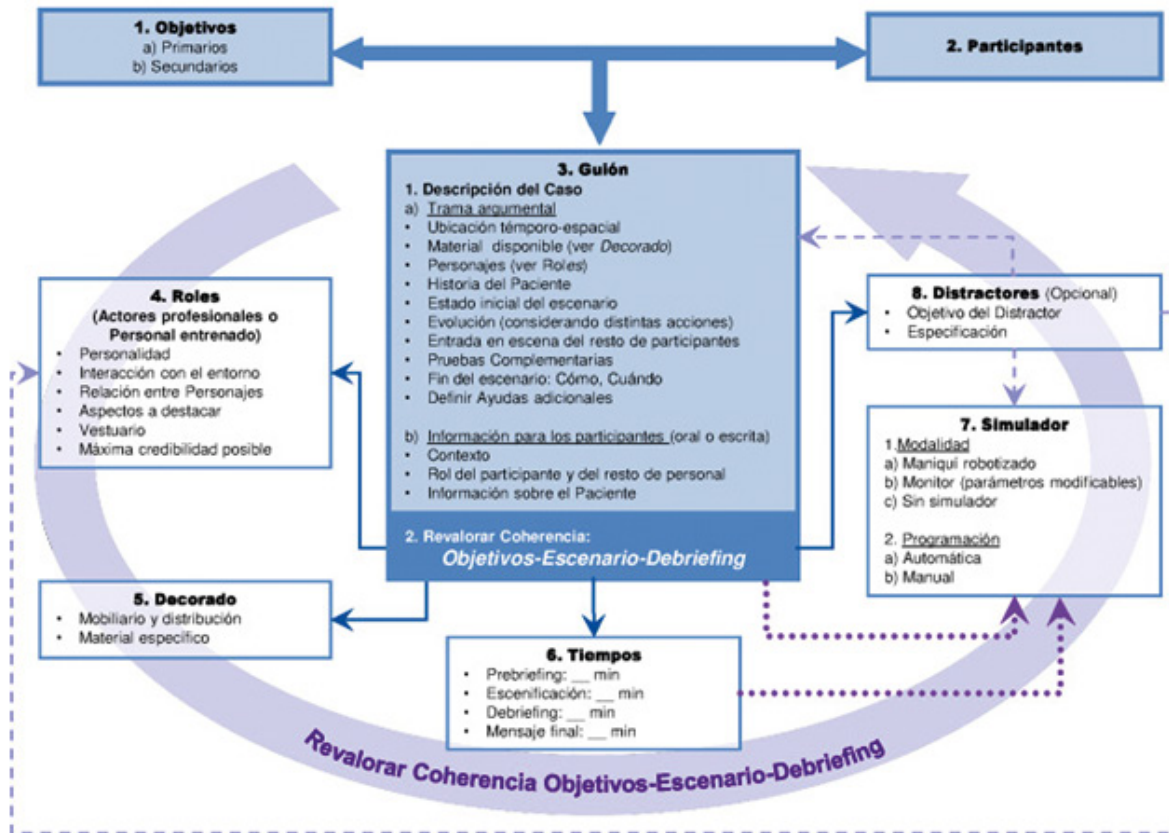 1. Objetivos
a) Primarios
b) Secundarios
2. Participantes
3. Guión
1. Descripción del Caso
a) Trama argumental
• Ubicación témporo-espacial
• Material disponible (ver Decorado)
• Personajes (ver Roles)
• Historia del Paciente
• Estado inicial del escenario
• Evolución (considerando distintas acciones)
• Entrada en escena del resto de participantes
• Pruebas Complementarias
• Fin del escenario: Cómo, Cuándo
• Definir Ayudas adicionales
b) Información para los participantes (oral o escrita)
• Contexto
• Rol del participante y del resto de personal
• Información sobre el Paciente
2. Revalorar Coherencia:
Objetivos-Escenario-Debriefing
4. Roles
(Actores profesionales o
Personal entrenado)
• Personalidad
• Interacción con el entorno
• Relación entre Personajes
• Aspectos a destacar
• Vestuario
• Máxima credibilidad posible
5. Decorado
• Mobiliario y distribución
• Material específico
6. Tiempos
• Prebriefing: __ min
• Escenificación: __ min
• Debriefing: __ min
• Mensaje final: __ min
8. Distractores (Opcional)
• Objetivo del Distractor
• Especificación
7. Simulador
1.Modalidad
a) Maniquí robotizado
b) Monitor (parámetros modificables)
c) Sin simulador
2. Programación
a) Automática
b) Manual
Revalorar Coherencia Objetivos-Escenario-Debriefing